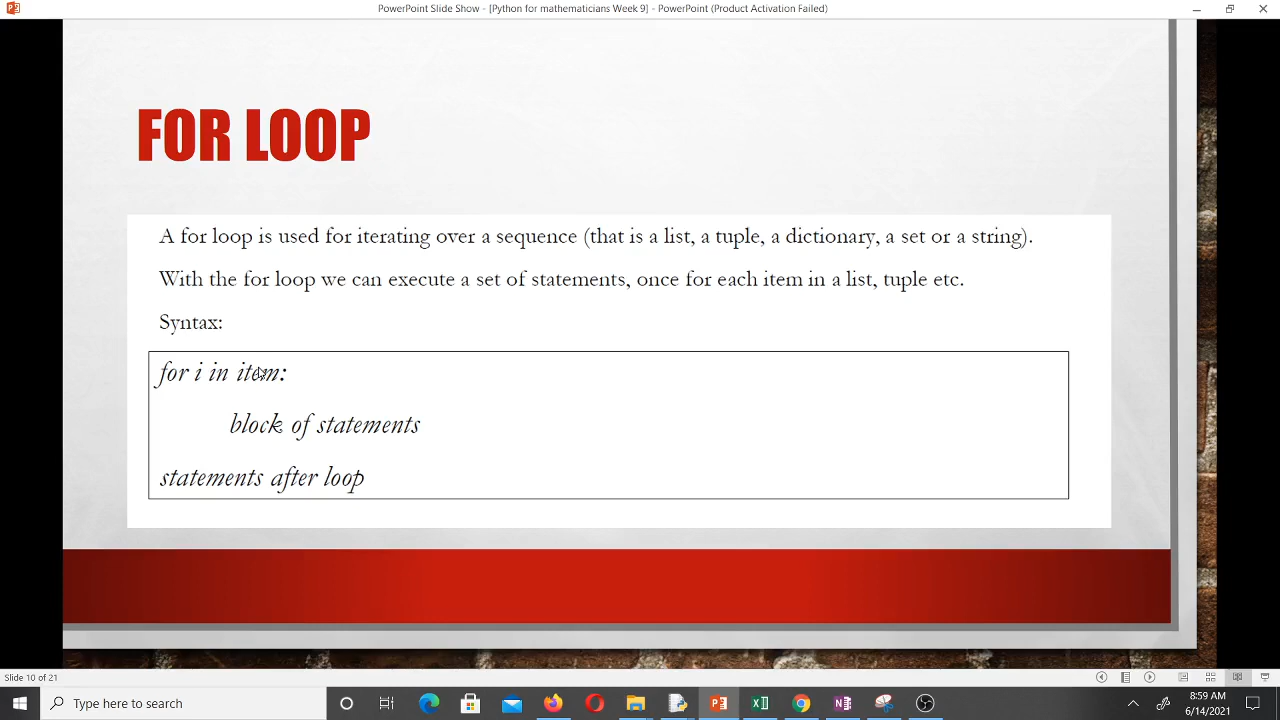 PowerPoint Slide Show - [Python for mathematicians Week 9] - PowerPoint (Product Activation Failed)
FOR LOOP
A for loop is used for iterating over a sequence (that is a list, a tuple, a dictionary, a set or a string).
With the for loop we can execute a set of statements, once for each item in a list, tuple etc.
Syntax:
for i in item:
block of statements
statements after loop
Slide 10 of 21
Type here to search
8:59 AM
6/14/2021